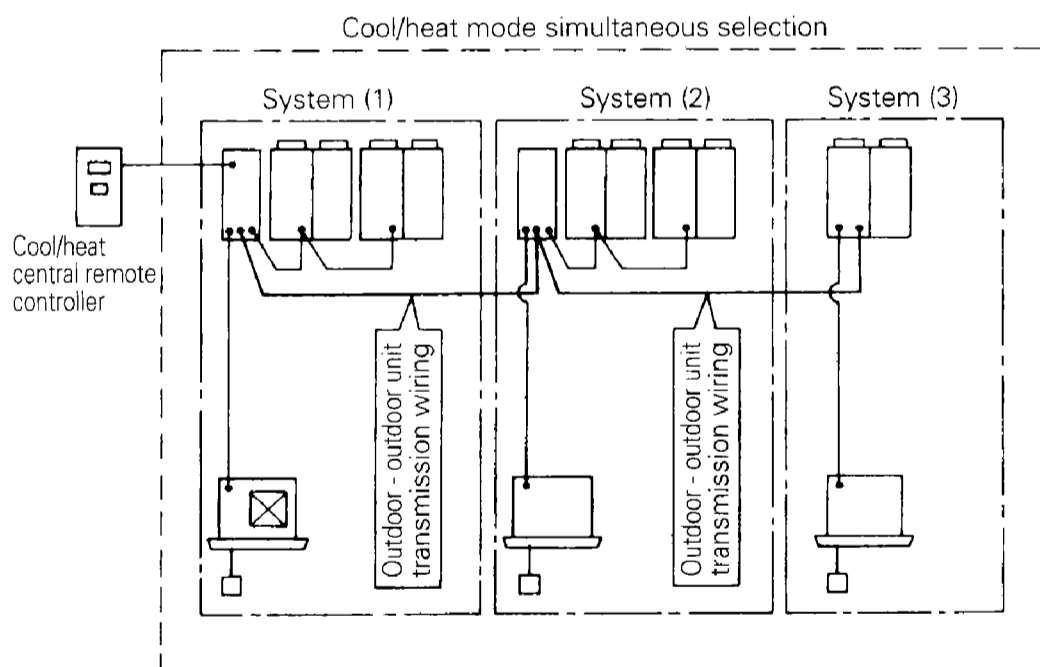 Cool/heat mode simultaneous selection
System (1)
System (2)
System (3)
Cool/heat
central remote
controller
Outdoor - outdoor unit
transmission wiring
Outdoor - outdoor unit
transmission wiring